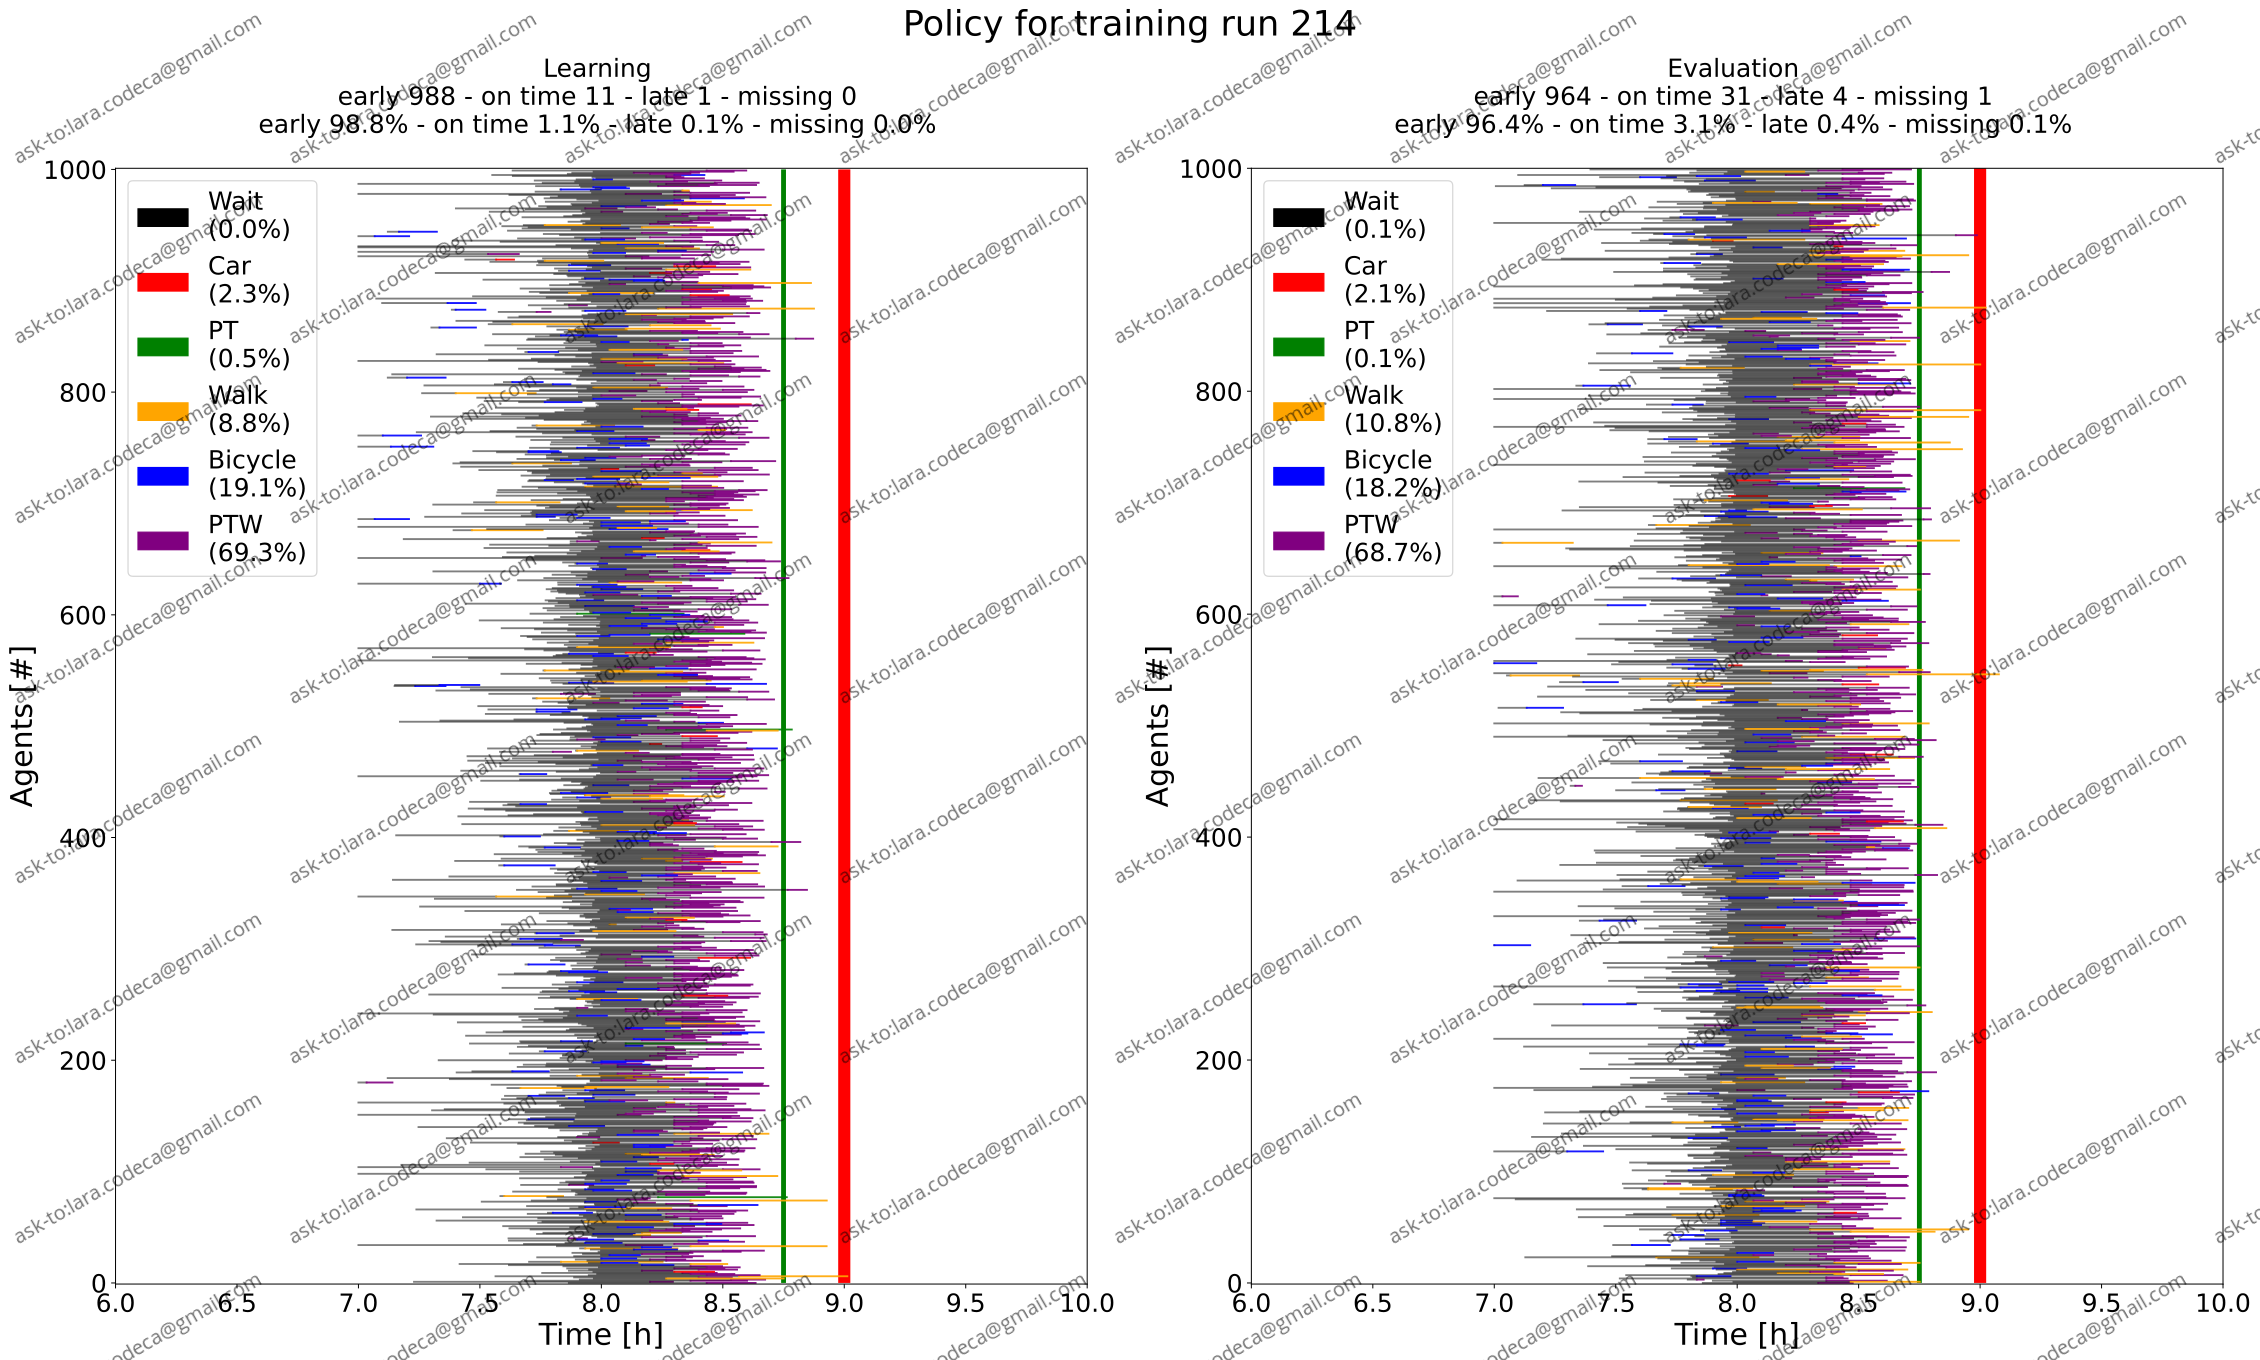 Policy for training run 214
Learning
early 988 - on time 11 - late 1 - missing 0
early 98.8% - on time 1.1% - late 0.1% - missing 0.0%
1000
800
600
400
200
0
Agents [#]
Wait
(0.0%)
Car
(2.3%)
PT
(0.5%)
Walk
(8.8%)
Bicycle
(19.1%)
PTW
(69.3%)
6.0 6.5 7.0 7.5 8.0 8.5 9.0 9.5 10.0
Time [h]
Evaluation
early 964 - on time 31 - late 4 - missing 1
early 96.4% - on time 3.1% - late 0.4% - missing 0.1%
1000
800
600
400
200
0
Agents [#]
Wait
(0.1%)
Car
(2.1%)
PT
(0.1%)
Walk
(10.8%)
Bicycle
(18.2%)
PTW
(68.7%)
6.0 6.5 7.0 7.5 8.0 8.5 9.0 9.5 10.0
Time [h]
ask-to:lara.codeca@gmail.com